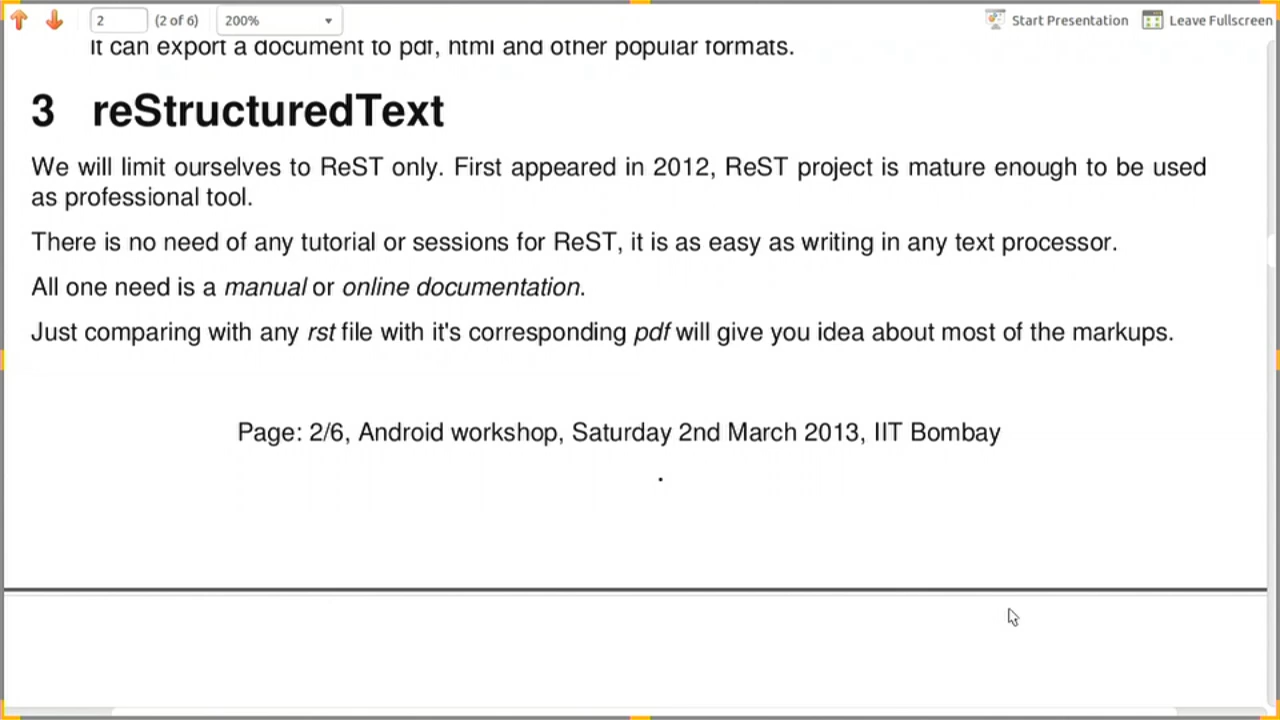 2 (2 of 6) 200% Start Presentation Leave Fullscreen
it can export a document to pdf, html and other popular formats.
3 reStructuredText
We will limit ourselves to ReST only. First appeared in 2012, ReST project is mature enough to be used
as professional tool.
There is no need of any tutorial or sessions for ReST, it is as easy as writing in any text processor.
All one need is a manual or online documentation.
Just comparing with any rst file with it's corresponding pdf will give you idea about most of the markups.
Page: 2/6, Android workshop, Saturday 2nd March 2013, IIT Bombay
.